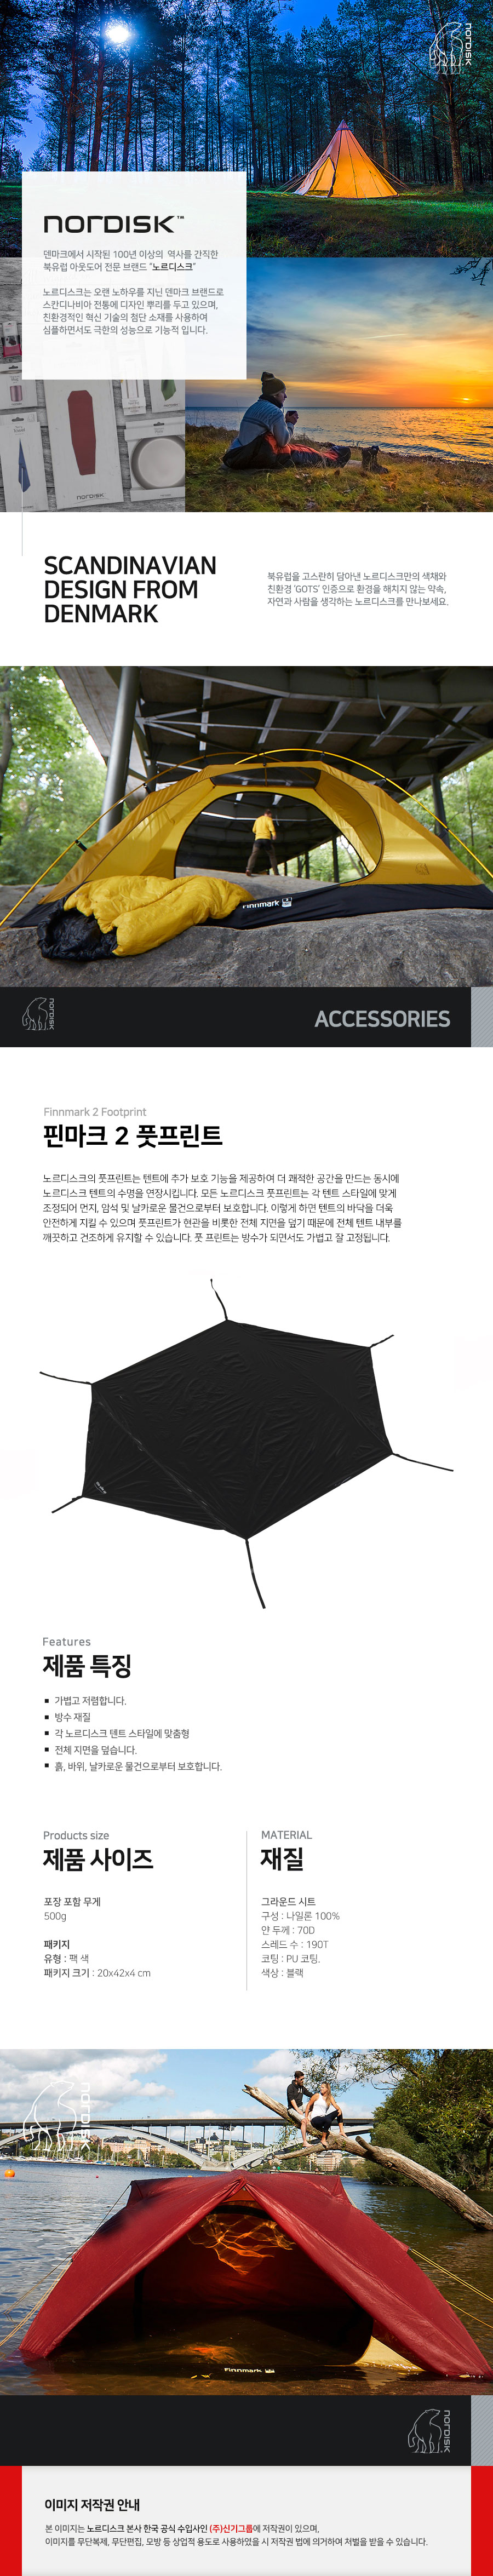 NORDISK
NORDISK™
덴마크에서 시작된 100년 이상의 역사를 간직한
북유럽 아웃도어 전문 브랜드 "노르디스크"
노르디스크는 오랜 노하우를 지닌 덴마크 브랜드로
스칸디나비아 전통에 디자인 뿌리를 두고 있으며,
친환경적인 혁신 기술의 첨단 소재를 사용하여
심플하면서도 극한의 성능으로 기능적 입니다.
NORDISK
SCANDINAVIAN
DESIGN FROM
DENMARK
북유럽을 고스란히 담아낸 노르디스크만의 색채와
친환경 'GOTS' 인증으로 환경을 해치지 않는 약속,
자연과 사람을 생각하는 노르디스크를 만나보세요.
Finnmark
NORDISK
ACCESSORIES
Finnmark 2 Footprint
핀마크 2 풋프린트
노르디스크의 풋프린트는 텐트에 추가 보호 기능을 제공하여 더 쾌적한 공간을 만드는 동시에
노르디스크 텐트의 수명을 연장시킵니다. 모든 노르디스크 풋프린트는 각 텐트 스타일에 맞게
조정되어 먼지, 암석 및 날카로운 물건으로부터 보호합니다. 이렇게 하면 텐트의 바닥을 더욱
안전하게 지킬 수 있으며 풋프린트가 현관을 비롯한 전체 지면을 덮기 때문에 전체 텐트 내부를
깨끗하고 건조하게 유지할 수 있습니다. 풋 프린트는 방수가 되면서도 가볍고 잘 고정됩니다.
Features
제품 특징
■ 가볍고 저렴합니다.
■ 방수 재질
■ 각 노르디스크 텐트 스타일에 맞춤형
■ 전체 지면을 덮습니다.
■ 흙, 바위, 날카로운 물건으로부터 보호합니다.
Products size
제품 사이즈
포장 포함 무게
500g
패키지
유형 : 팩 색
패키지 크기 : 20x42x4 cm
MATERIAL
재질
그라운드 시트
구성 : 나일론 100%
얀 두께 : 70D
스레드 수 : 190T
코팅 : PU 코팅.
색상 : 블랙
NORDISK
Finnmark
NORDISK
이미지 저작권 안내
본 이미지는 노르디스크 본사 한국 공식 수입사인 (주)신기그룹에 저작권이 있으며,
이미지를 무단복제, 무단편집, 모방 등 상업적 용도로 사용하였을 시 저작권 법에 의거하여 처벌을 받을 수 있습니다.